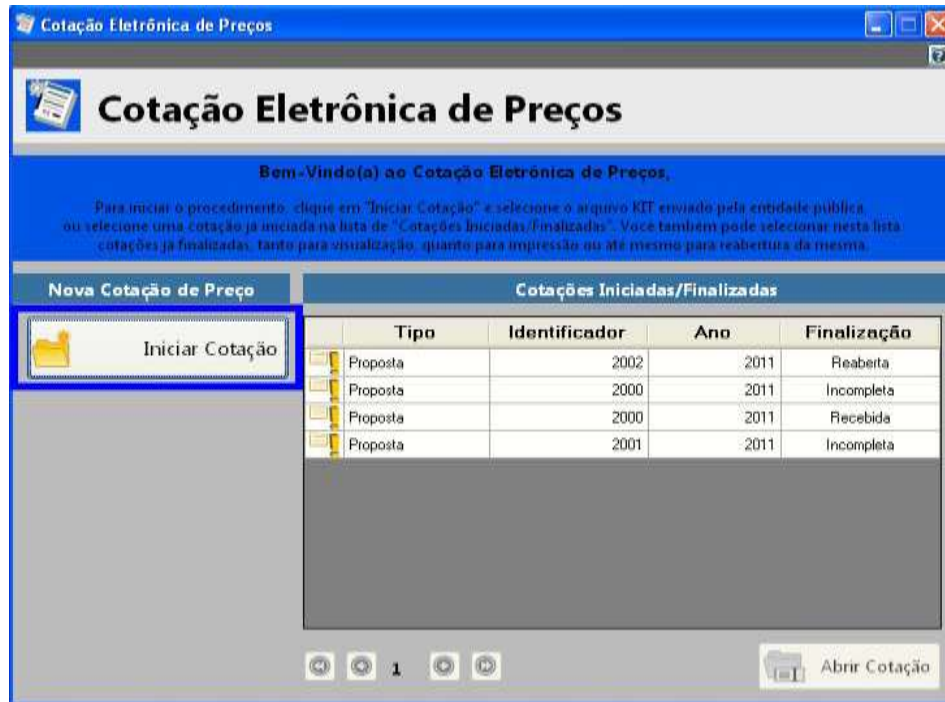 Cotação Eletrônica de Preços
Cotação Eletrônica de Preços
Bem-Vindo(a) ao Cotação Eletrônica de Preços,
Para iniciar o procedimento, clique em "Iniciar Cotação" e selecione o arquivo KIT enviado pela entidade pública,
ou selecione uma cotação já iniciada na lista de "Cotações Iniciadas/Finalizadas". Você também pode selecionar nesta lista
cotações já finalizadas, tanto para visualização, quanto para impressão ou até mesmo para reabertura da mesma.
Nova Cotação de Preço
Cotações Iniciadas/Finalizadas
Iniciar Cotação
Tipo Identificador Ano Finalização
Proposta 2002 2011 Reaberta
Proposta 2000 2011 Incompleta
Proposta 2000 2011 Recebida
Proposta 2001 2011 Incompleta
1
Abrir Cotação